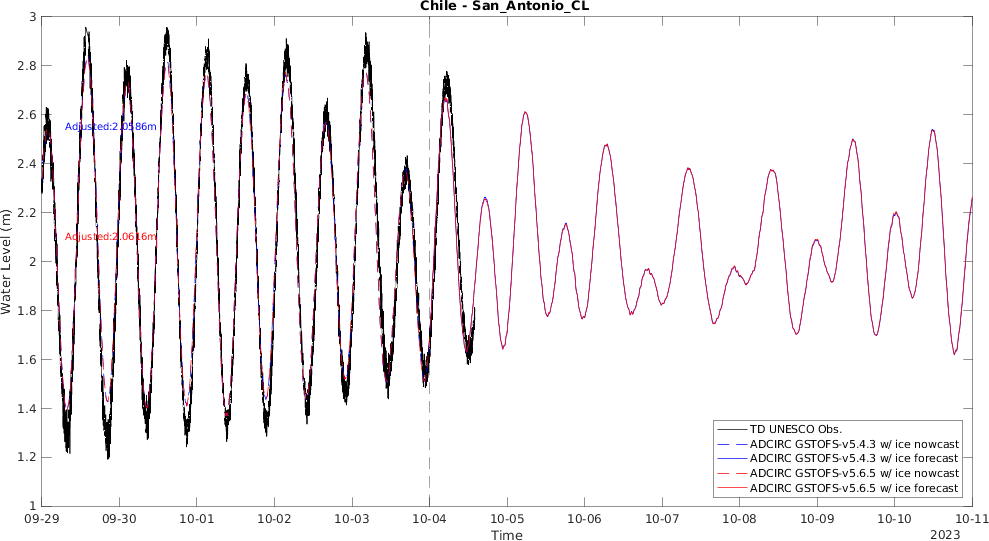 Chile - San_Antonio_CL
3
2.8
2.6
2.4
2.2
2
1.8
1.6
1.4
1.2
1
Water Level (m)
Adjusted:2.0586m
Adjusted:2.0616m
TD UNESCO Obs.
ADCIRC GSTOFS-v5.4.3 w/ ice nowcast
ADCIRC GSTOFS-v5.4.3 w/ ice forecast
ADCIRC GSTOFS-v5.6.5 w/ ice nowcast
ADCIRC GSTOFS-v5.6.5 w/ ice forecast
09-29 09-30 10-01 10-02 10-03 10-04 10-05 10-06 10-07 10-08 10-09 10-10 10-11
Time
2023